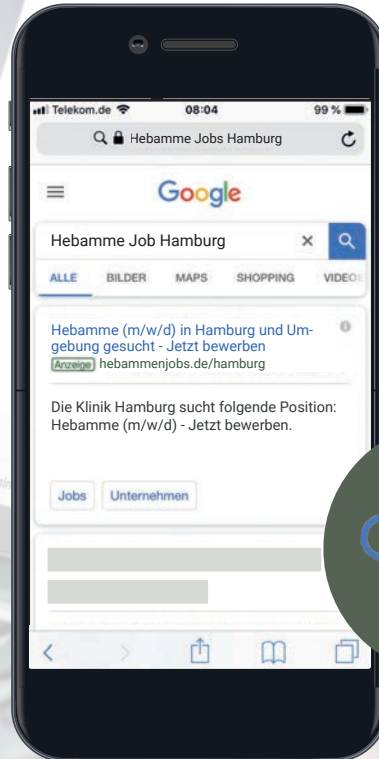 Telekom.de 08:04 99 %
Hebamme Jobs Hamburg
Google
Hebamme Job Hamburg
ALLE BILDER MAPS SHOPPING VIDEOS
Hebamme (m/w/d) in Hamburg und Um-
gebung gesucht - Jetzt bewerben
Anzeige hebammenjobs.de/hamburg
Die Klinik Hamburg sucht folgende Position:
Hebamme (m/w/d) - Jetzt bewerben.
Jobs Unternehmen